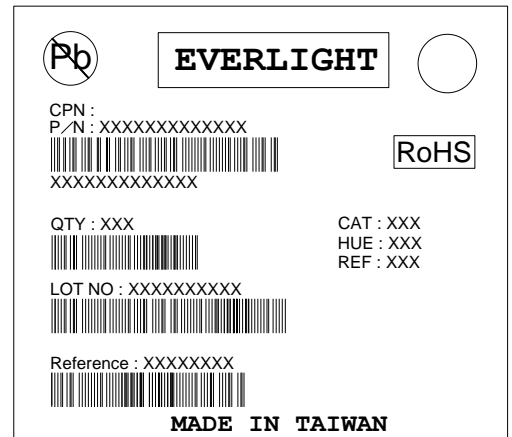 Pb
EVERLIGHT
CPN :
P/N : XXXXXXXXXXXXX
RoHS
XXXXXXXXXXXXX
QTY : XXX
CAT : XXX
HUE : XXX
REF : XXX
LOT NO : XXXXXXXXXX
Reference : XXXXXXXX
MADE IN TAIWAN